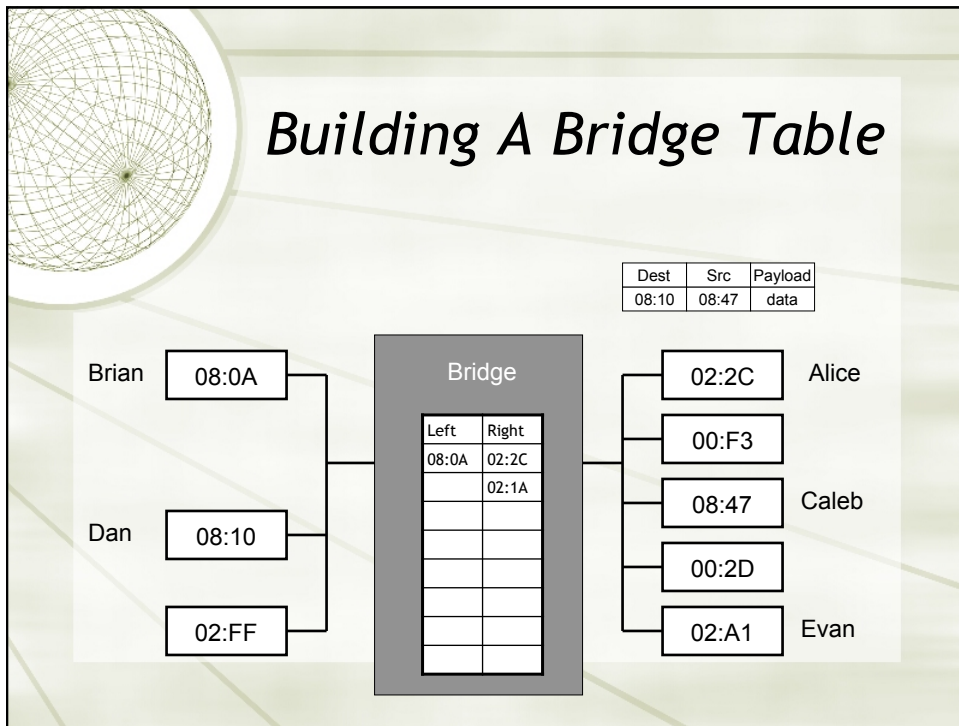 Building A Bridge Table
Dest Src Payload
08:10 08:47 data
Brian 08:0A
Bridge
02:2C Alice
Left Right
08:0A 02:2C
02:1A
00:F3
08:47 Caleb
Dan 08:10
00:2D
02:FF
02:A1 Evan